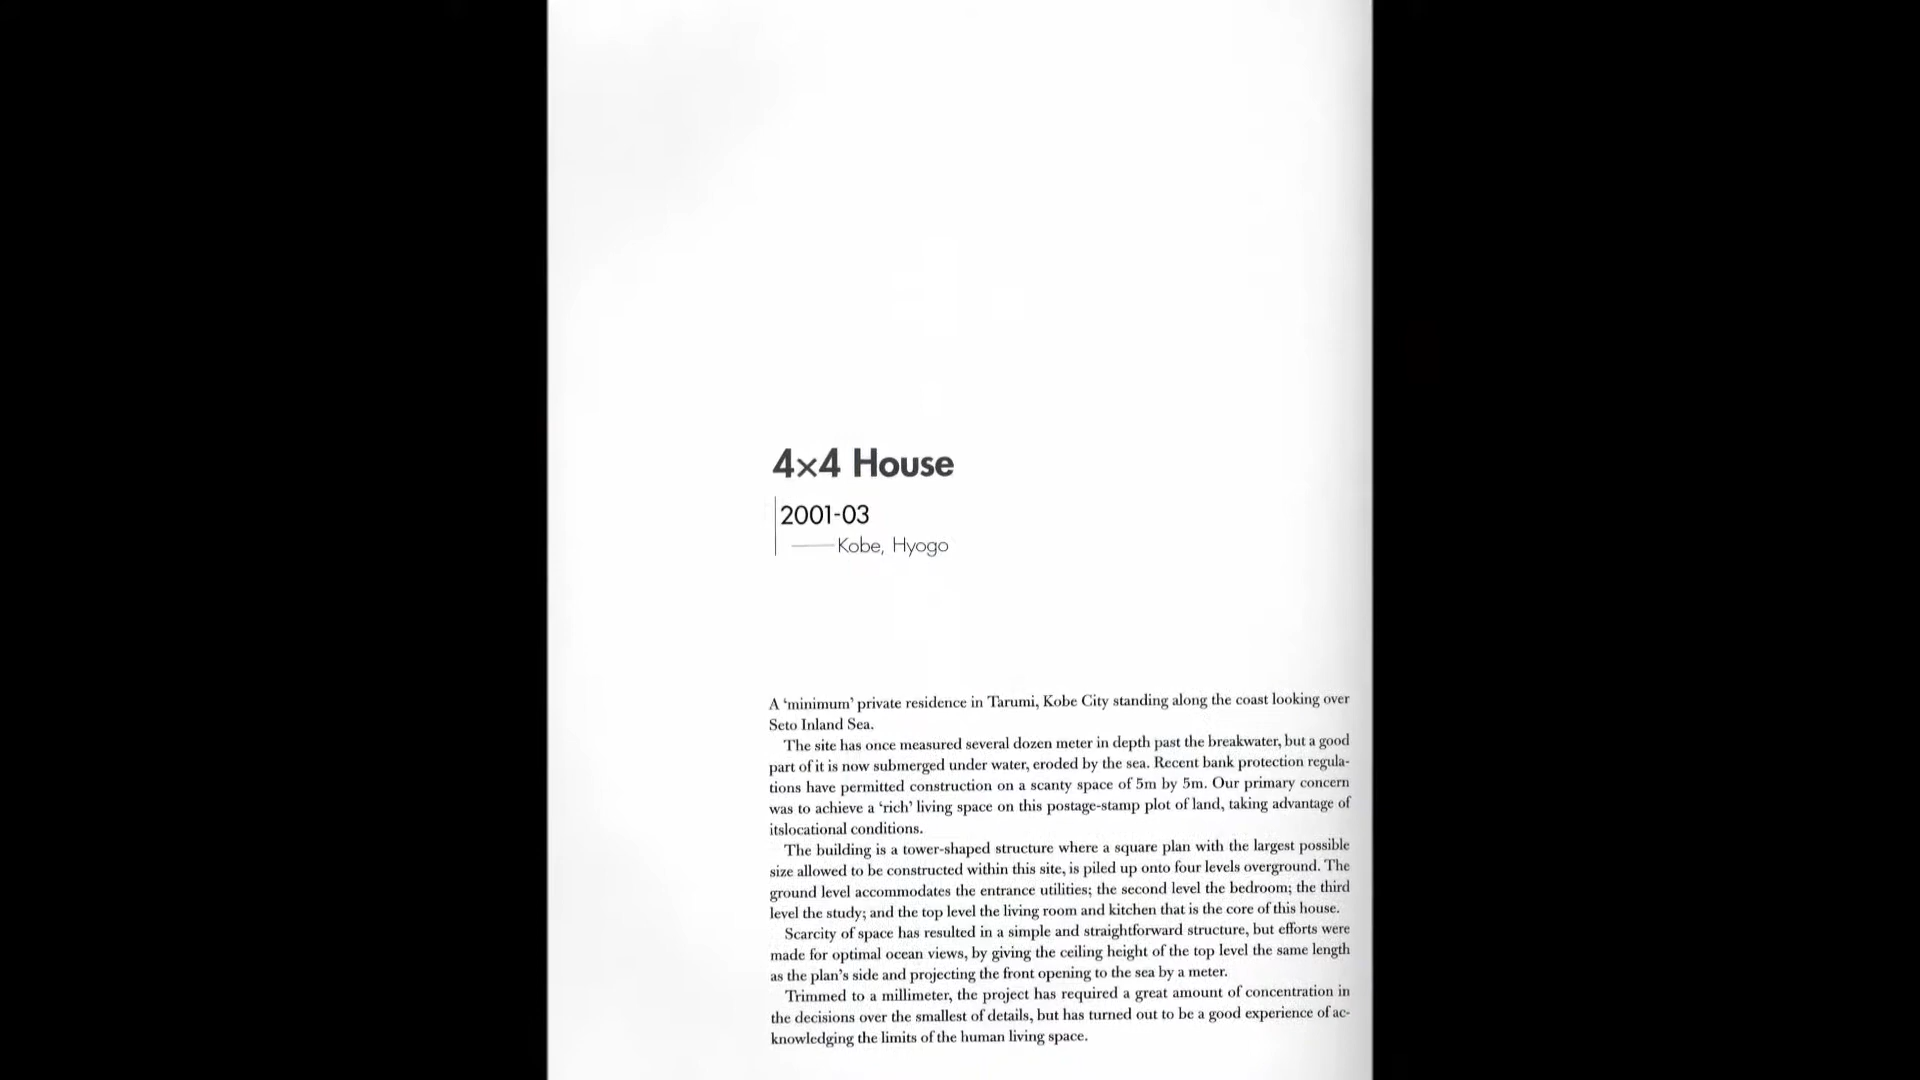 4×4 House
2001-03
Kobe, Hyogo
A ‘minimum’ private residence in Tarumi, Kobe City standing along the coast looking over
Seto Inland Sea.
The site has once measured several dozen meter in depth past the breakwater, but a good
part of it is now submerged under water, eroded by the sea. Recent bank protection regula-
tions have permitted construction on a scanty space of 5m by 5m. Our primary concern
was to achieve a ‘rich’ living space on this postage-stamp plot of land, taking advantage of
itslocational conditions.
The building is a tower-shaped structure where a square plan with the largest possible
size allowed to be constructed within this site, is piled up onto four levels overground. The
ground level accommodates the entrance utilities; the second level the bedroom; the third
level the study; and the top level the living room and kitchen that is the core of this house.
Scarcity of space has resulted in a simple and straightforward structure, but efforts were
made for optimal ocean views, by giving the ceiling height of the top level the same length
as the plan’s side and projecting the front opening to the sea by a meter.
Trimmed to a millimeter, the project has required a great amount of concentration in
the decisions over the smallest of details, but has turned out to be a good experience of ac-
knowledging the limits of the human living space.